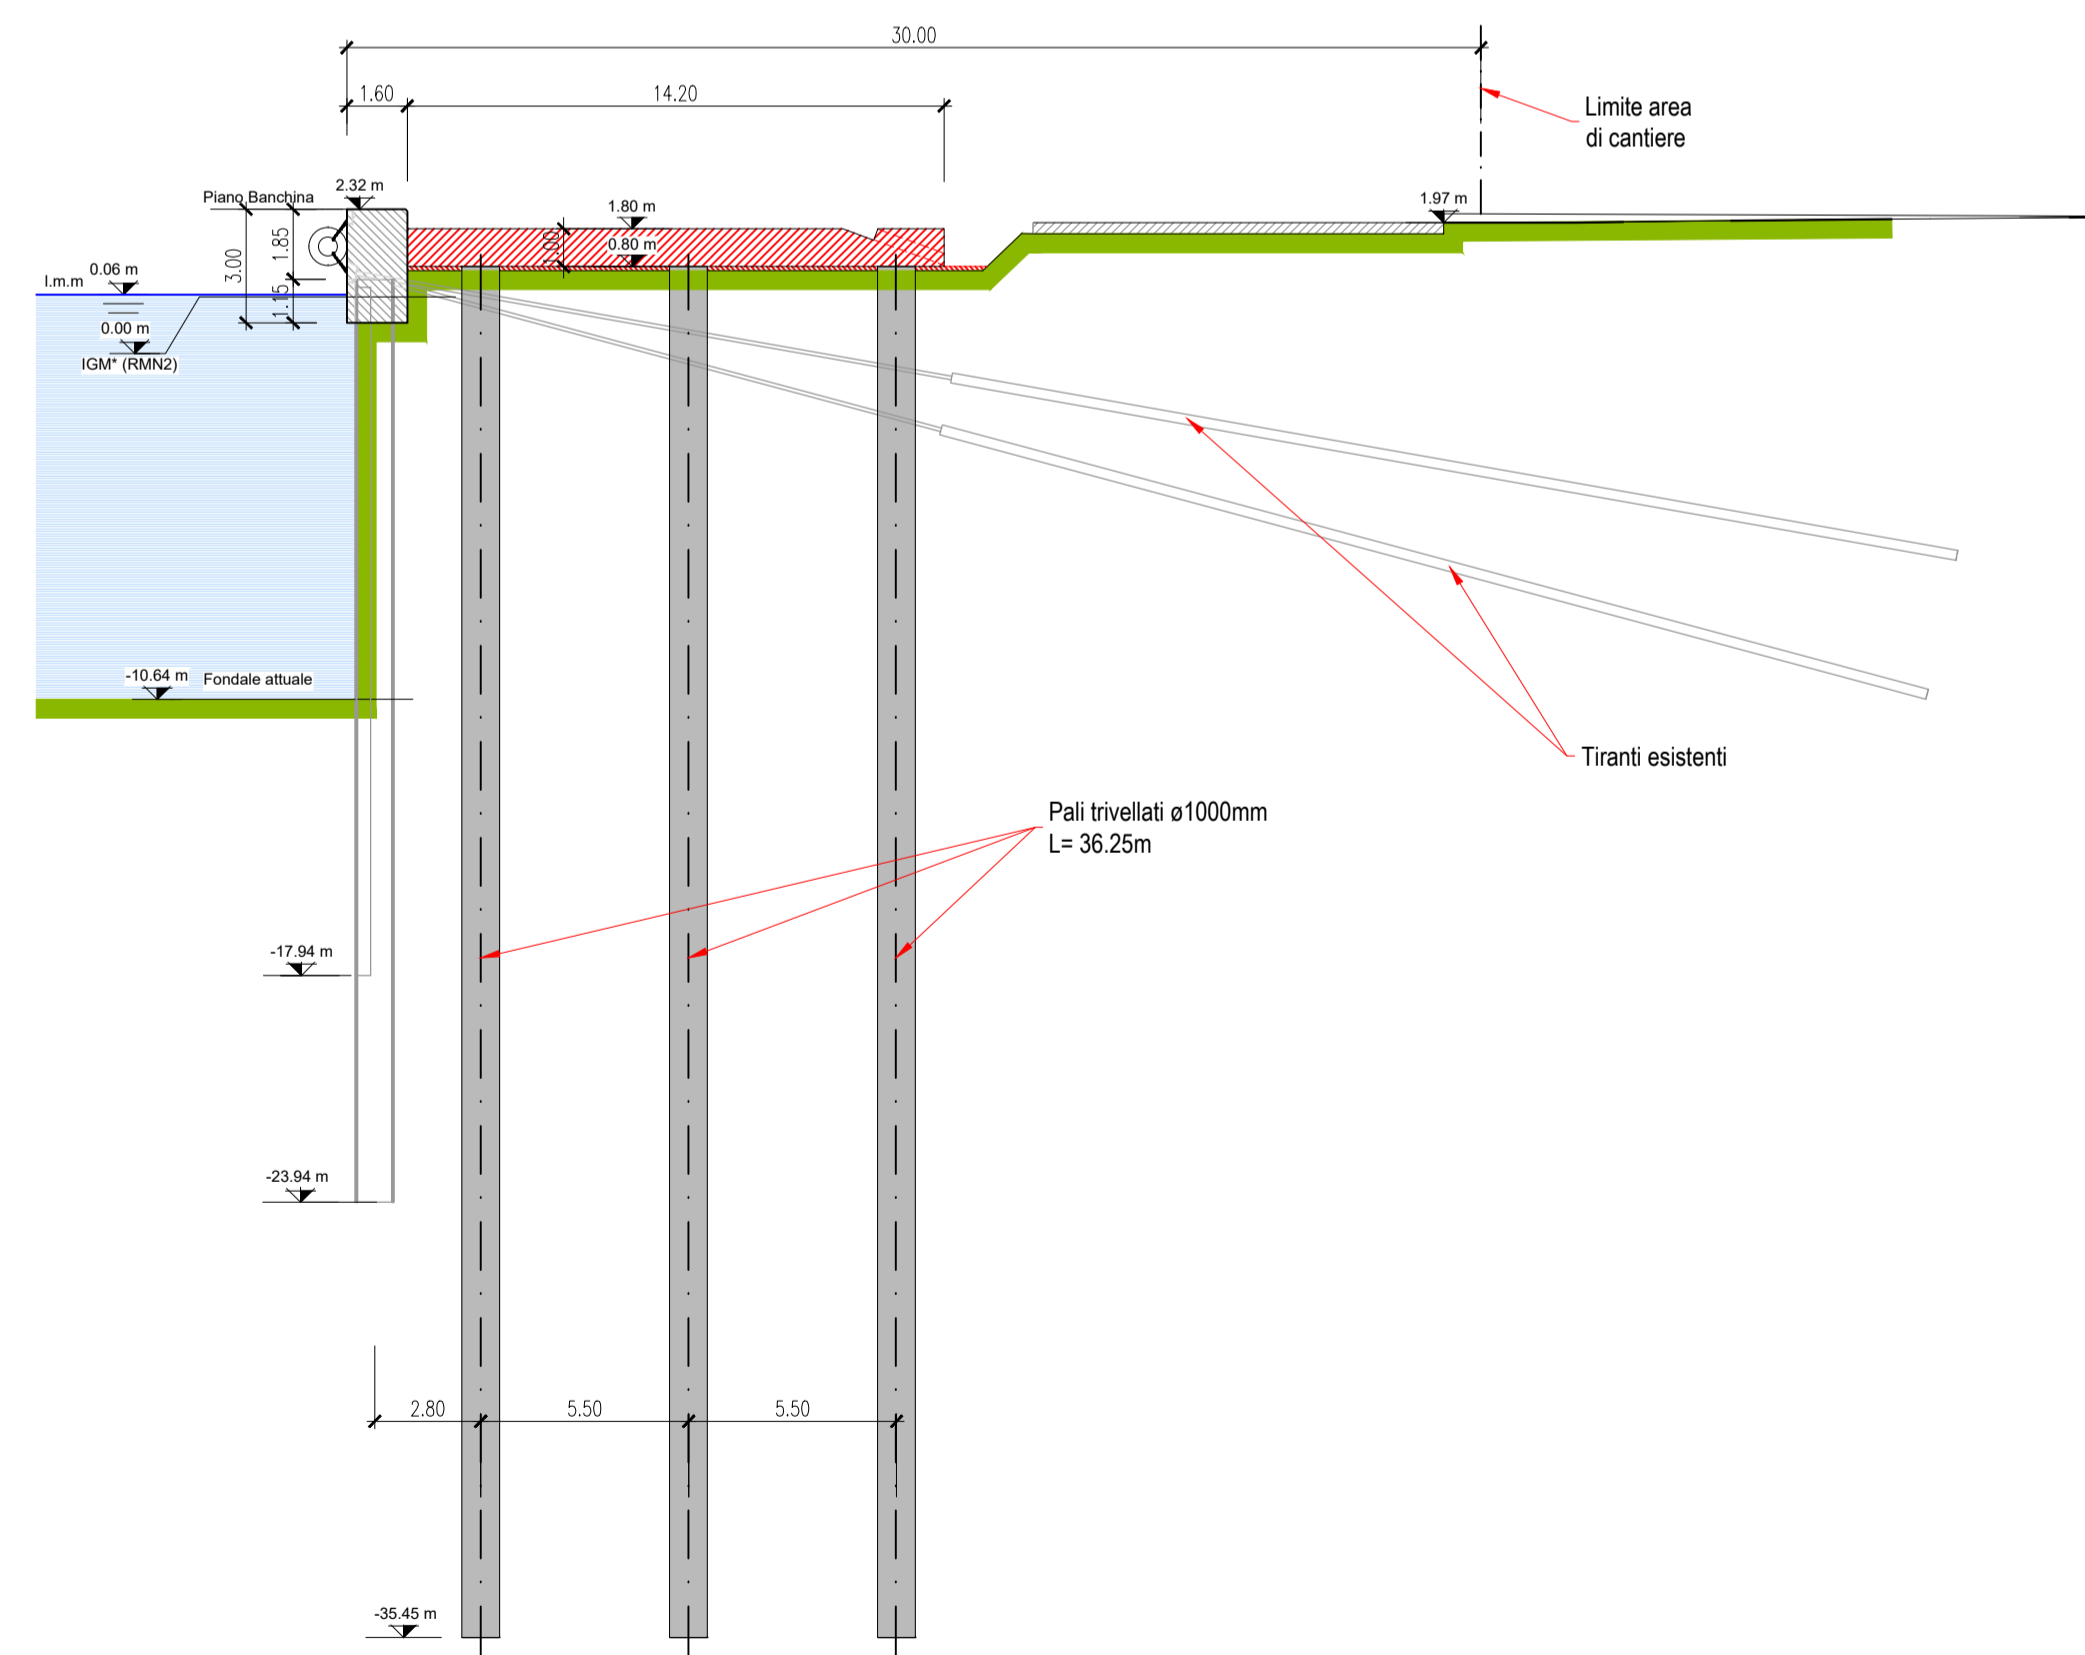 30.00
1.60
14.20
Limite area
di cantiere
Piano Banchina
2.32 m
1.80 m
1.97 m
3.00
1.85
1.00
0.80 m
l.m.m
0.06 m
1.15
0.00 m
IGM* (RMN2)
-10.64 m
Fondale attuale
Tiranti esistenti
Pali trivellati ø1000mm
L= 36.25m
-17.94 m
-23.94 m
2.80
5.50
5.50
-35.45 m